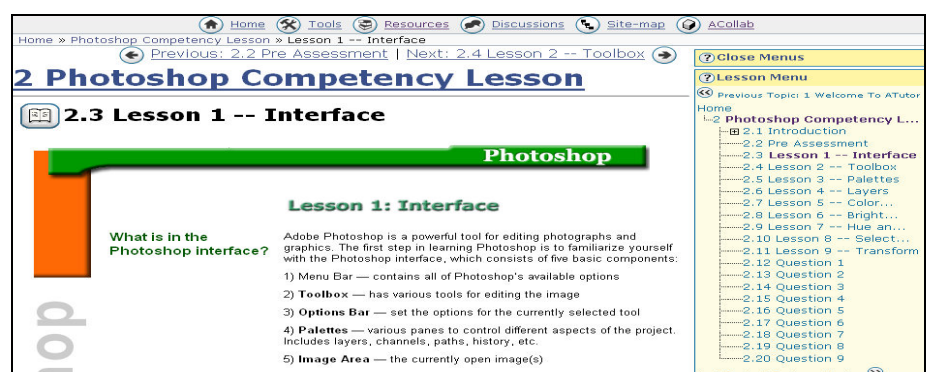 Home Tools Resources Discussions Site-map ACollab
Home » Photoshop Competency Lesson » Lesson 1 -- Interface
Previous: 2.2 Pre Assessment | Next: 2.4 Lesson 2 -- Toolbox
2 Photoshop Competency Lesson
2.3 Lesson 1 -- Interface
Photoshop
Lesson 1: Interface
What is in the
Photoshop interface?
Adobe Photoshop is a powerful tool for editing photographs and
graphics. The first step in learning Photoshop is to familiarize yourself
with the Photoshop interface, which consists of five basic components:
1) Menu Bar — contains all of Photoshop's available options
2) Toolbox — has various tools for editing the image
3) Options Bar — set the options for the currently selected tool
4) Palettes — various panes to control different aspects of the project.
Includes layers, channels, paths, history, etc.
5) Image Area — the currently open image(s)
?Close Menus
?Lesson Menu
Previous Topic: 1 Welcome To ATutor
Home
2 Photoshop Competency L...
2.1 Introduction
2.2 Pre Assessment
2.3 Lesson 1 -- Interface
2.4 Lesson 2 -- Toolbox
2.5 Lesson 3 -- Palettes
2.6 Lesson 4 -- Layers
2.7 Lesson 5 -- Color...
2.8 Lesson 6 -- Bright...
2.9 Lesson 7 -- Hue an...
2.10 Lesson 8 -- Select...
2.11 Lesson 9 -- Transform
2.12 Question 1
2.13 Question 2
2.14 Question 3
2.15 Question 4
2.16 Question 5
2.17 Question 6
2.18 Question 7
2.19 Question 8
2.20 Question 9